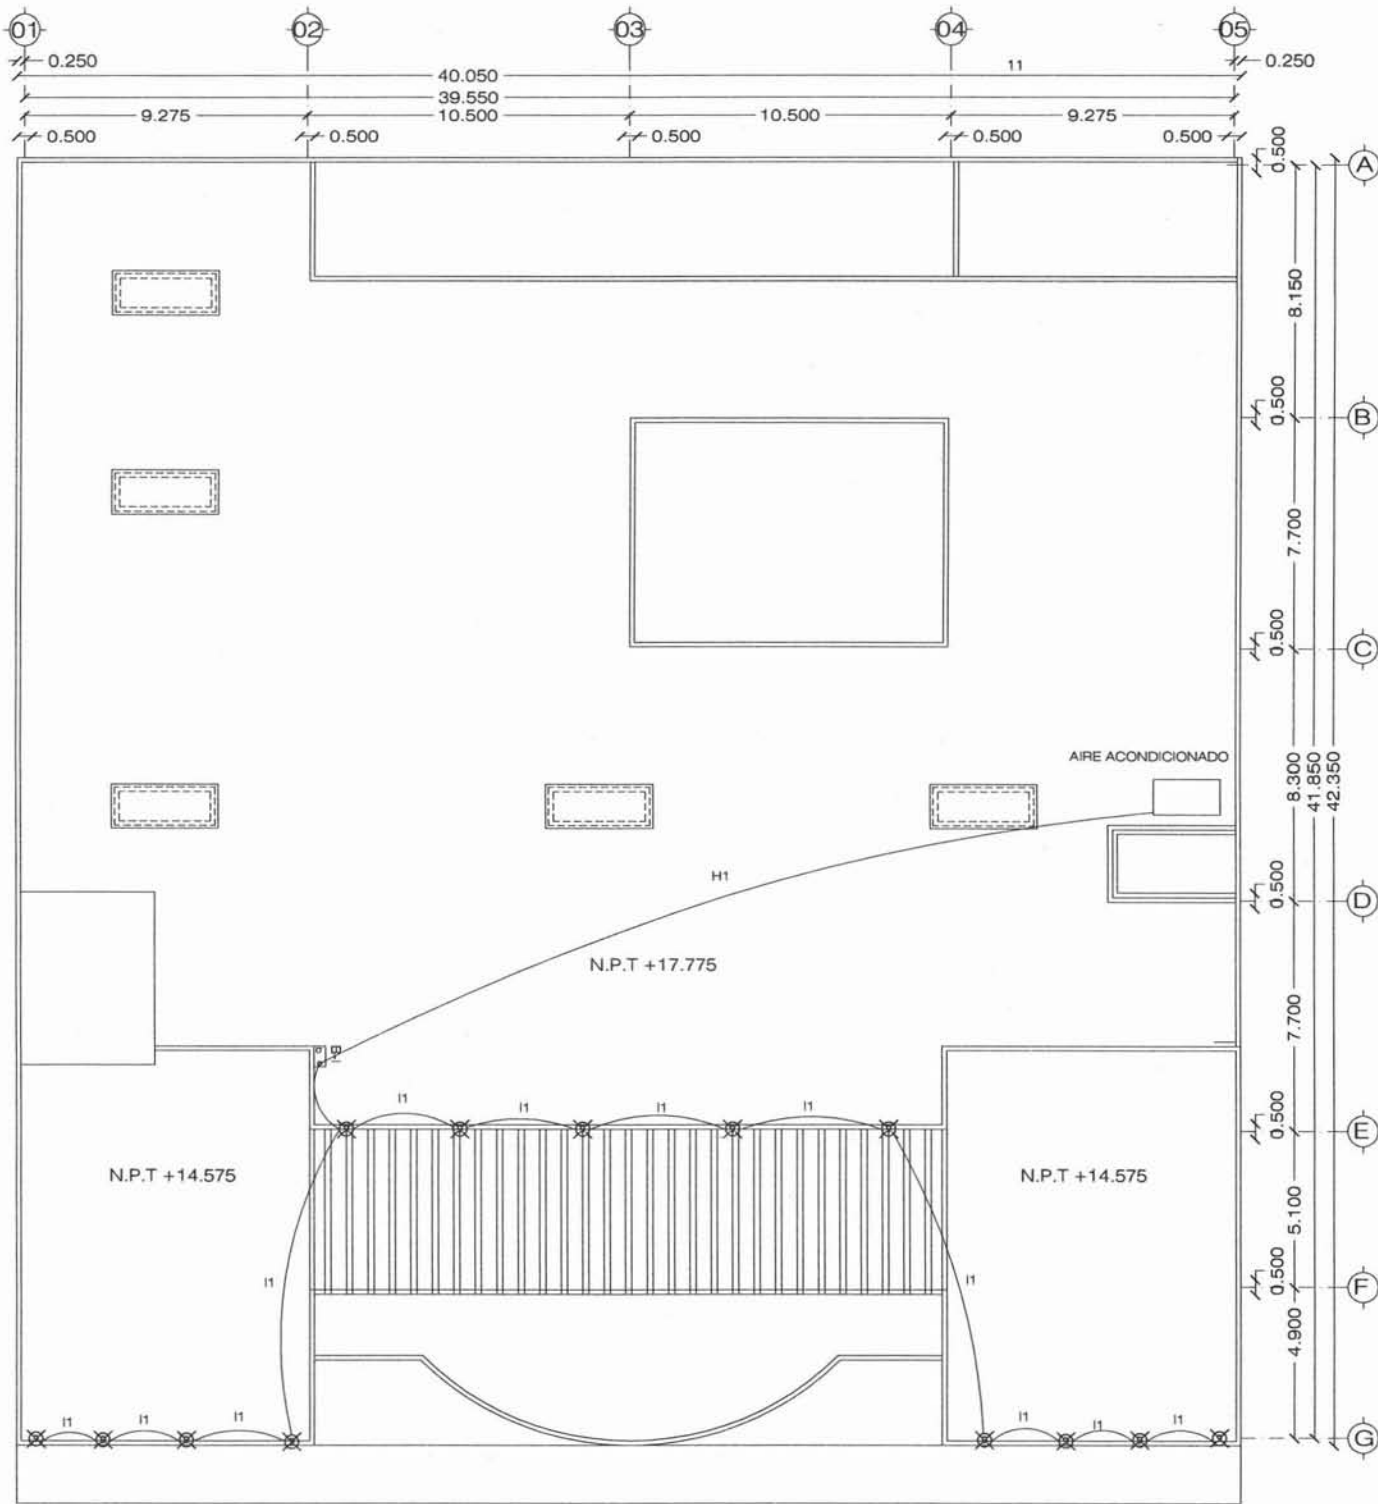 01 02 03 04 05
0.250 0.250
40.050 11
39.550
9.275 10.500 10.500 9.275
0.500 0.500 0.500 0.500 0.500
0.500
A
8.150
0.500
B
7.700
0.500
C
AIRE ACONDICIONADO
8.300
41.850
42.350
H1
0.500
D
N.P.T +17.775
7.700
I1 I1 I1 I1
0.500
E
N.P.T +14.575 N.P.T +14.575
5.100
I1 I1
0.500
F
4.900
I1 I1 I1 I1 I1 I1
G